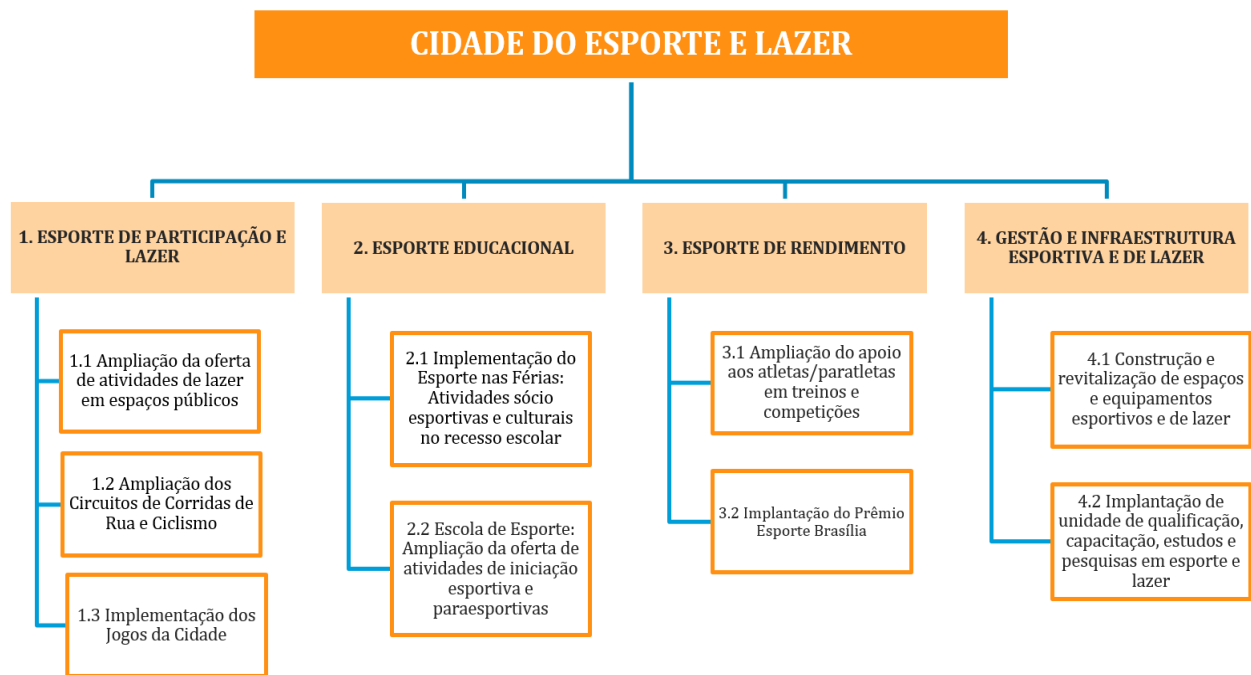 CIDADE DO ESPORTE E LAZER
1. ESPORTE DE PARTICIPAÇÃO E
LAZER
1.1 Ampliação da oferta
de atividades de lazer
em espaços públicos
1.2 Ampliação dos
Circuitos de Corridas de
Rua e Ciclismo
1.3 Implementação dos
Jogos da Cidade
2. ESPORTE EDUCACIONAL
2.1 Implementação do
Esporte nas Férias:
Atividades sócio
esportivas e culturais
no recesso escolar
2.2 Escola de Esporte:
Ampliação da oferta de
atividades de iniciação
esportiva e
paraesportivas
3. ESPORTE DE RENDIMENTO
3.1 Ampliação do apoio
aos atletas/paratletas
em treinos e
competições
3.2 Implantação do Prêmio
Esporte Brasília
4. GESTÃO E INFRAESTRUTURA
ESPORTIVA E DE LAZER
4.1 Construção e
revitalização de espaços
e equipamentos
esportivos e de lazer
4.2 Implantação de
unidade de qualificação,
capacitação, estudos e
pesquisas em esporte e
lazer